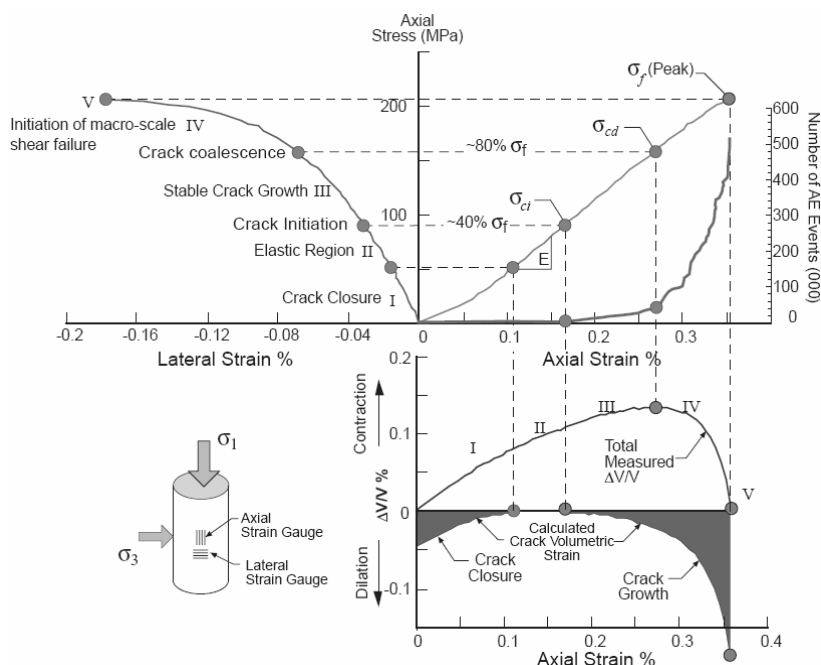 Axial
Stress (MPa)
σf (Peak)
V
200
600
Initiation of macro-scale IV
shear failure
σcd
500
Crack coalescence
~80% σf
400
Stable Crack Growth III
σci
100
300
Crack Initiation
~40% σf
Elastic Region II
E
200
Crack Closure I
100
0
Number of AE Events (000)
-0.2
-0.16
-0.12
-0.08
-0.04
0
0.1
0.2
0.3
Lateral Strain %
Axial Strain %
0.2
Contraction
III
IV
II
0.1
I
Total
Measured
ΔV/V
V
ΔV/V %
0
Calculated
Crack Volumetric
Strain
Crack
Closure
Crack
Growth
Dilation
-0.1
0
0.1
0.2
0.3
0.4
Axial Strain %
σ1
Axial
Strain Gauge
σ3
Lateral
Strain Gauge